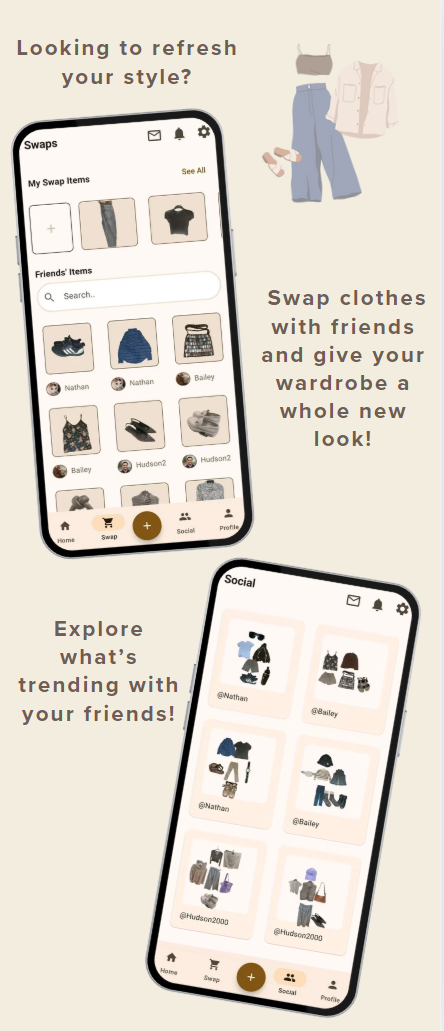 Looking to refresh
your style?
Swaps
My Swap Items
See All
Friends' Items
Search..
Nathan
Nathan
Bailey
Bailey
Hudson2
Hudson2
Home
Swap
Social
Profile
Swap clothes
with friends
and give your
wardrobe a
whole new
look!
Explore
what's
trending with
your friends!
Social
@Nathan
@Bailey
@Nathan
@Bailey
@Hudson2000
@Hudson2000
Home
Swap
Social
Profile